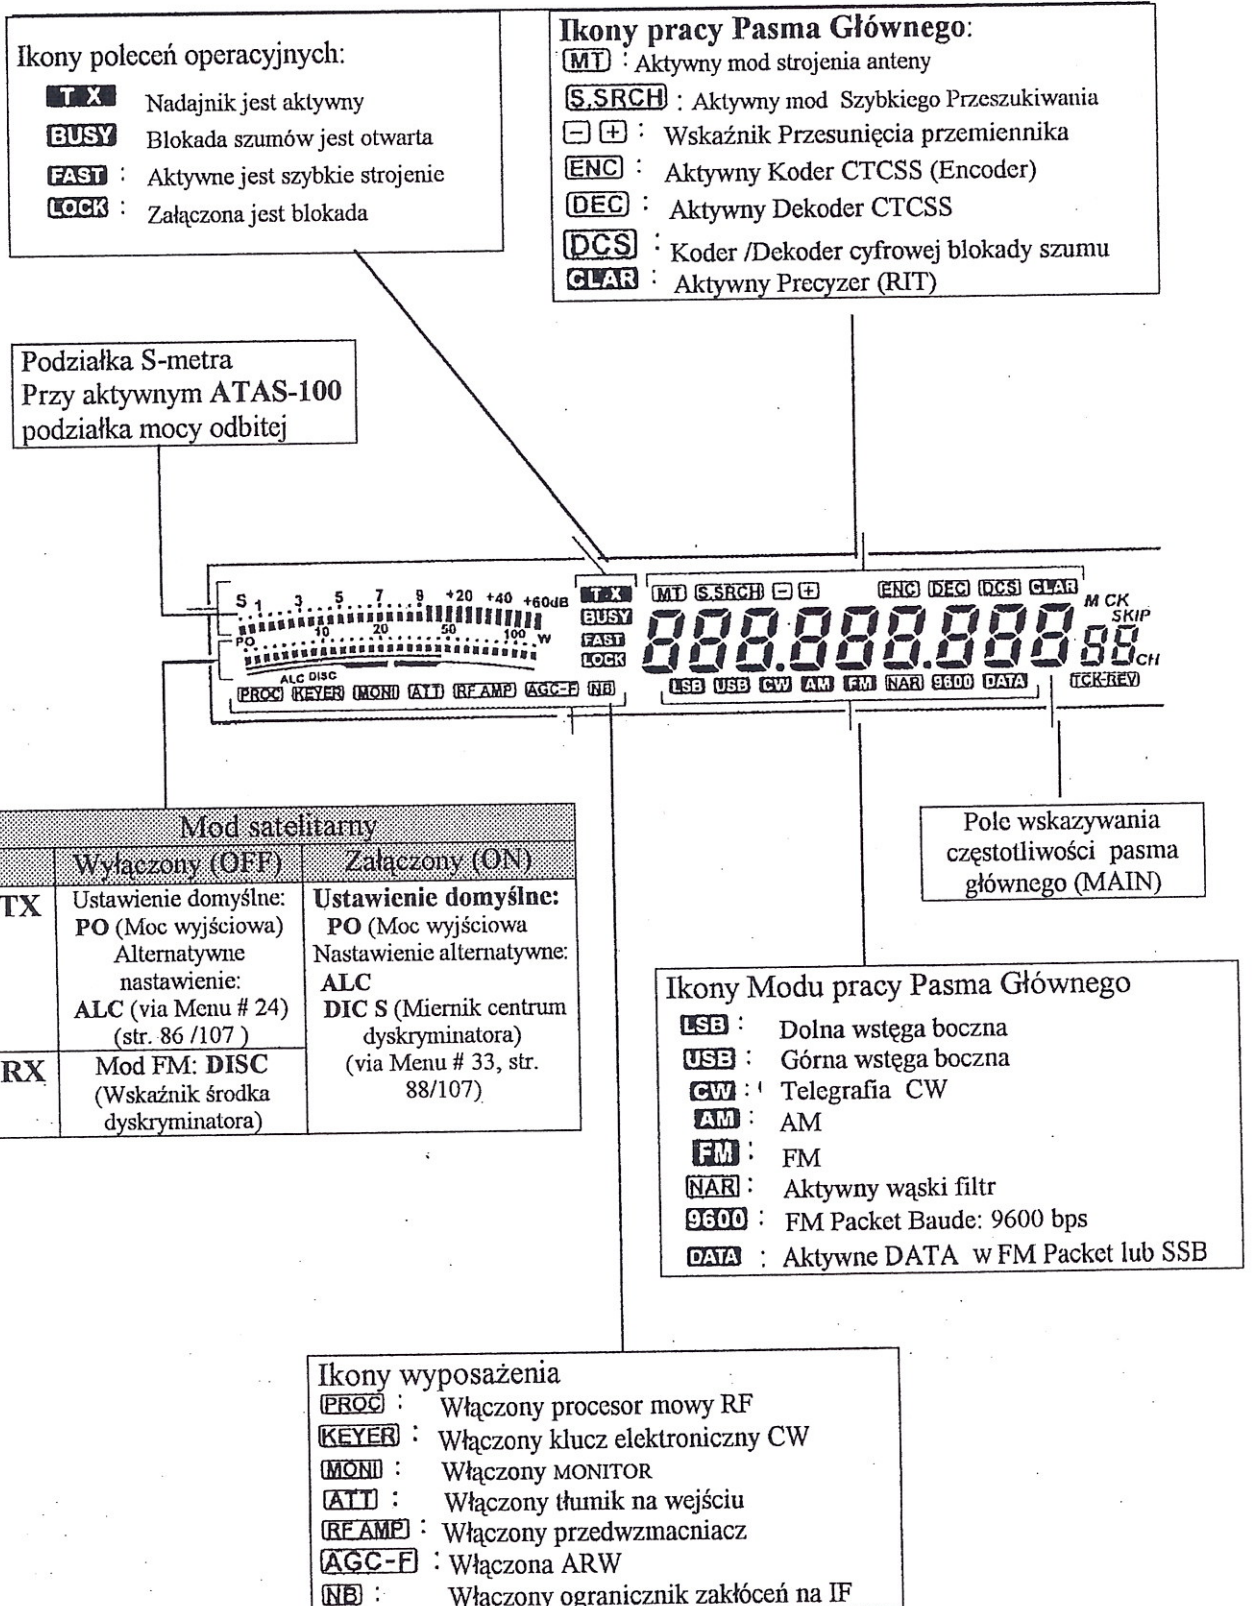 Ikony poleceń operacyjnych:
T X Nadajnik jest aktywny
BUSY Blokada szumów jest otwarta
FAST : Aktywne jest szybkie strojenie
LOCK : Załączona jest blokada
Ikony pracy Pasma Głównego:
MT : Aktywny mod strojenia anteny
S.SRCH : Aktywny mod Szybkiego Przeszukiwania
- + : Wskaźnik Przesunięcia przemiennika
ENC : Aktywny Koder CTCSS (Encoder)
DEC : Aktywny Dekoder CTCSS
DCS : Koder /Dekoder cyfrowej blokady szumu
CLAR : Aktywny Precyzer (RIT)
Podziałka S-metra
Przy aktywnym ATAS-100
podziałka mocy odbitej
S 1 3 5 7 9 +20 +40 +60dB
PO 10 20 50 100 W
ALC DISC
PROC KEYER MONI ATT RF AMP AGC-F NB
T X
BUSY
FAST
LOCK
MT S.SRCH - + ENC DEC DCS CLAR
M CK
SKIP
888.888.888 88 CH
LSB USB CW AM FM NAR 9600 DATA TCK-REV
Mod satelitarny
Wyłączony (OFF) Załączony (ON)
TX
Ustawienie domyślne:
PO (Moc wyjściowa)
Alternatywne
nastawienie:
ALC (via Menu # 24)
(str. 86 /107 )
Ustawienie domyślne:
PO (Moc wyjściowa
Nastawienie alternatywne:
ALC
DIC S (Miernik centrum
dyskryminatora)
(via Menu # 33, str.
88/107)
RX
Mod FM: DISC
(Wskaźnik środka
dyskryminatora)
Pole wskazywania
częstotliwości pasma
głównego (MAIN)
Ikony Modu pracy Pasma Głównego
LSB : Dolna wstęga boczna
USB : Górna wstęga boczna
CW : Telegrafia CW
AM : AM
FM : FM
NAR : Aktywny wąski filtr
9600 : FM Packet Baude: 9600 bps
DATA : Aktywne DATA w FM Packet lub SSB
Ikony wyposażenia
PROC : Włączony procesor mowy RF
KEYER : Włączony klucz elektroniczny CW
MONI : Włączony MONITOR
ATT : Włączony tłumik na wejściu
RF AMP : Włączony przedwzmacniacz
AGC-F : Włączona ARW
NB : Włączony ogranicznik zakłóceń na IF